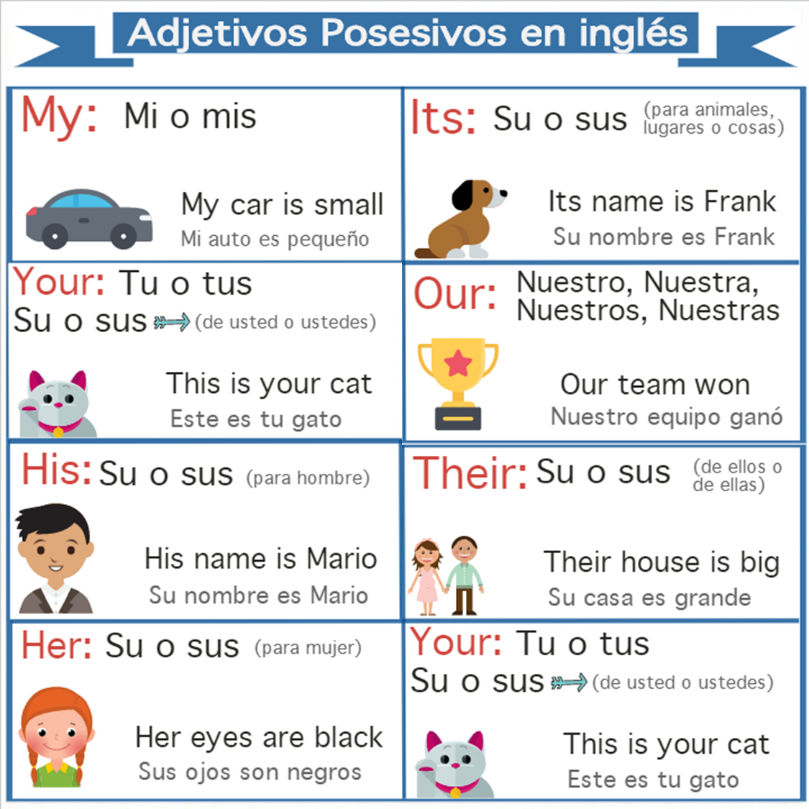 Adjetivos Posesivos en inglés
My: Mi o mis
My car is small
Mi auto es pequeño
Its: Su o sus (para animales,
lugares o cosas)
Its name is Frank
Su nombre es Frank
Your: Tu o tus
Su o sus (de usted o ustedes)
This is your cat
Este es tu gato
Our: Nuestro, Nuestra,
Nuestros, Nuestras
Our team won
Nuestro equipo ganó
His: Su o sus (para hombre)
His name is Mario
Su nombre es Mario
Their: Su o sus (de ellos o
de ellas)
Their house is big
Su casa es grande
Her: Su o sus (para mujer)
Her eyes are black
Sus ojos son negros
Your: Tu o tus
Su o sus (de usted o ustedes)
This is your cat
Este es tu gato